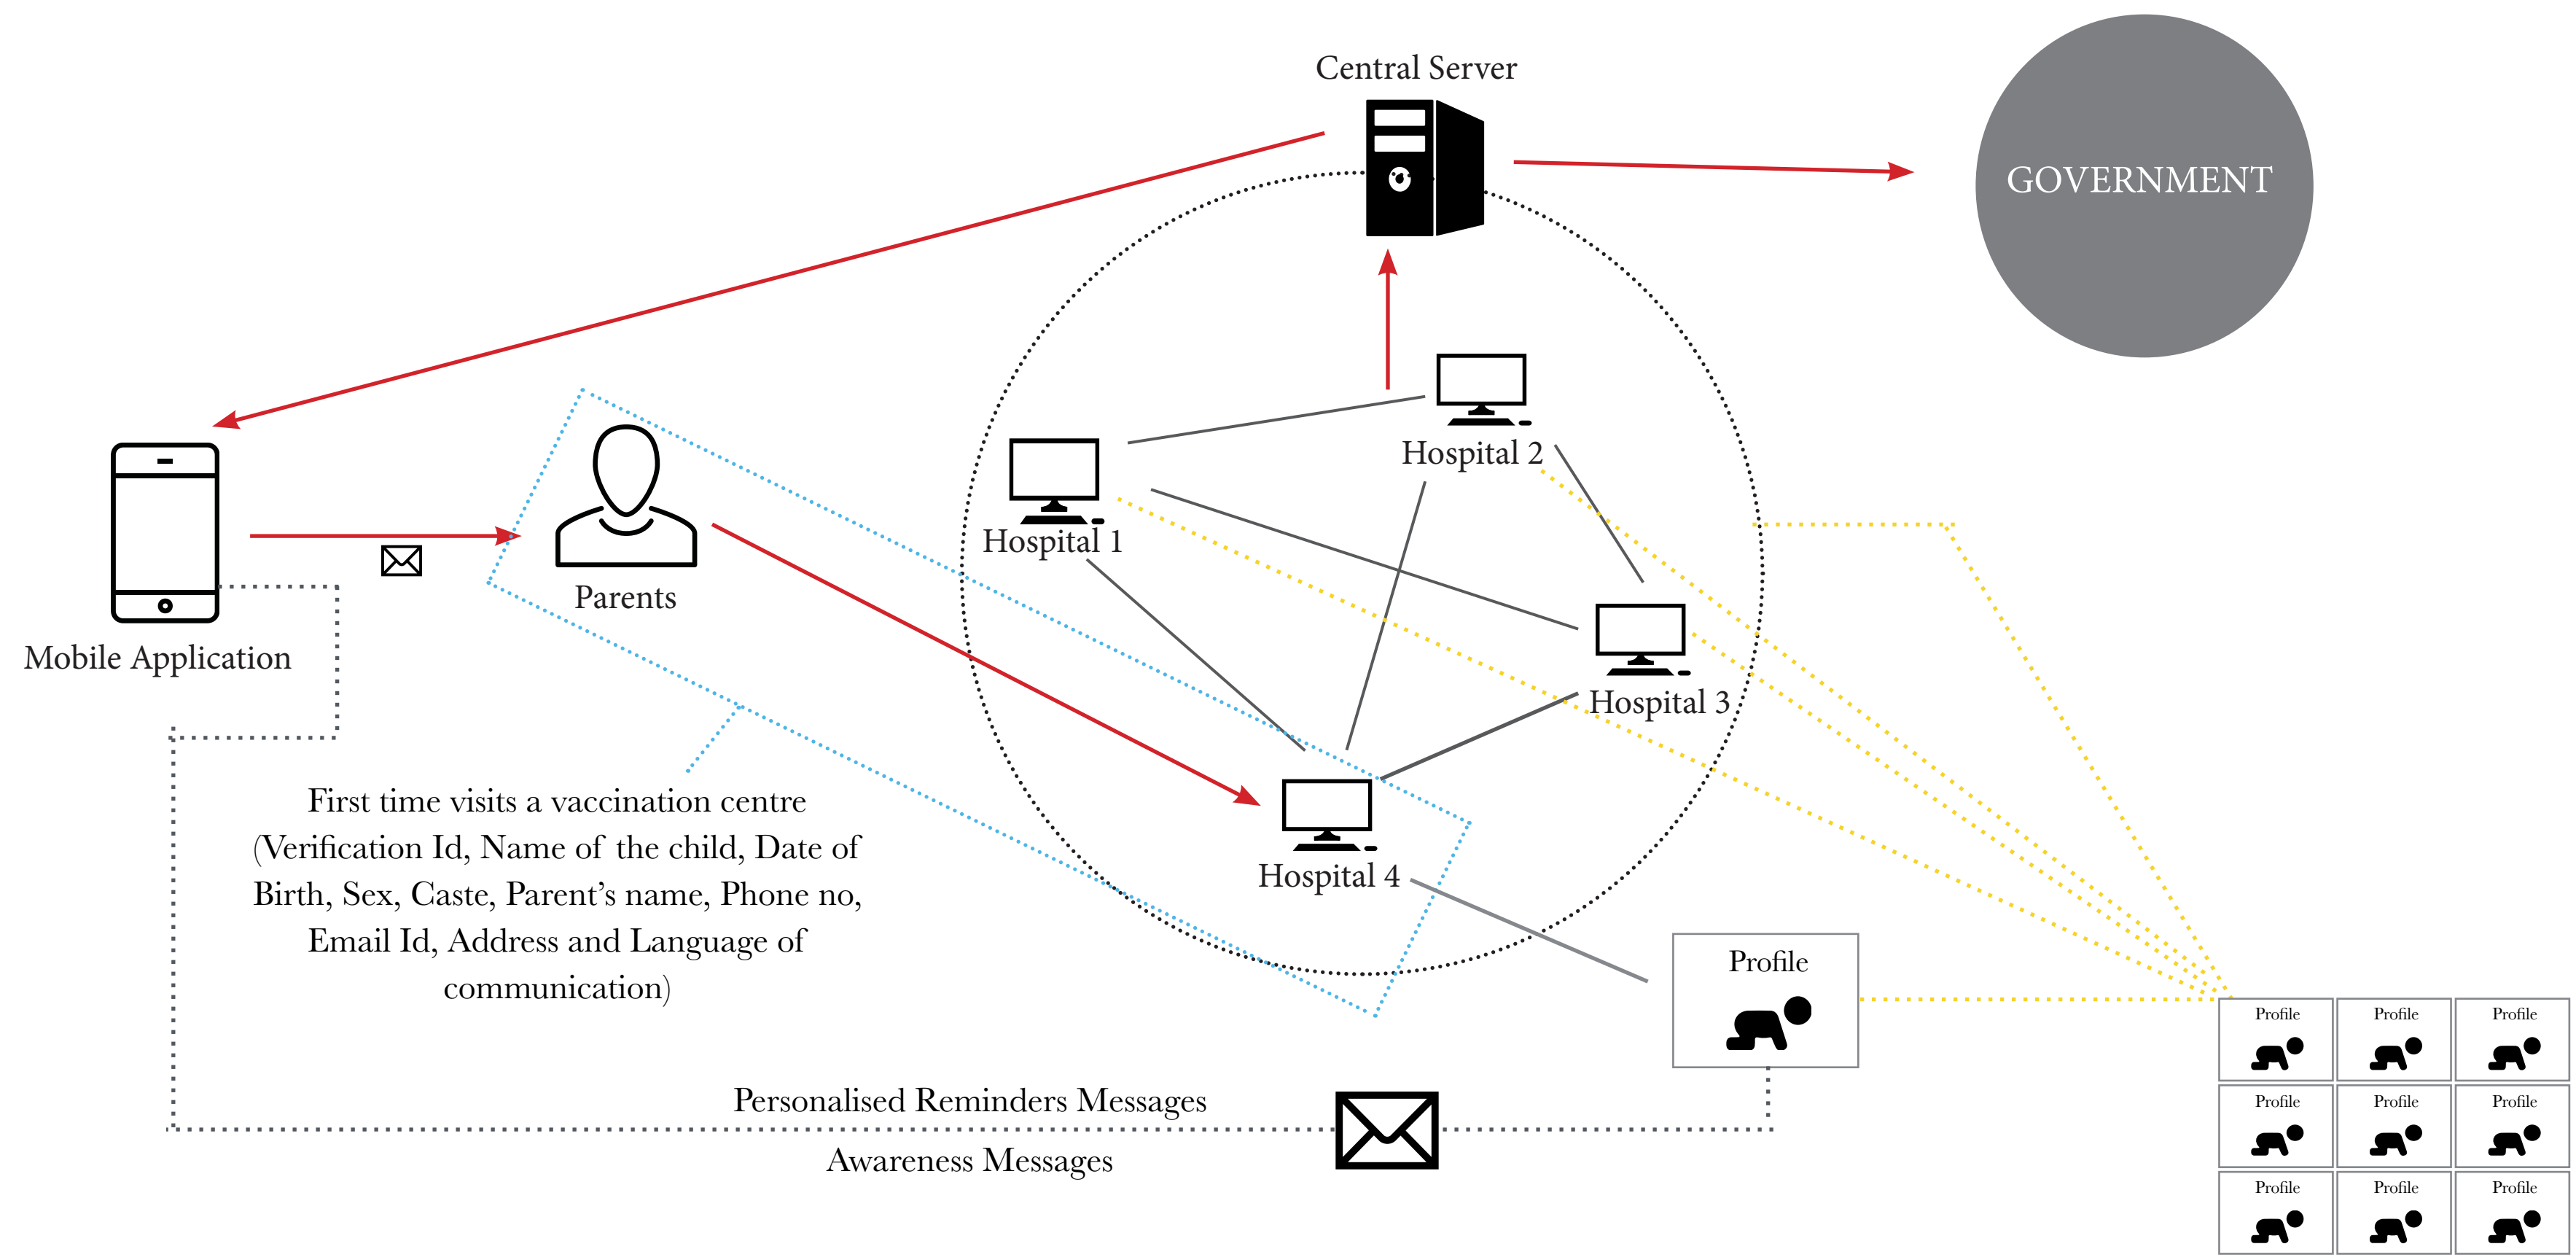 Central Server
GOVERNMENT
Hospital 2
Hospital 1
Parents
Mobile Application
Hospital 3
First time visits a vaccination centre
(Verification Id, Name of the child, Date of
Birth, Sex, Caste, Parent’s name, Phone no,
Email Id, Address and Language of
communication)
Hospital 4
Profile
Personalised Reminders Messages
Awareness Messages
Profile Profile Profile
Profile Profile Profile
Profile Profile Profile